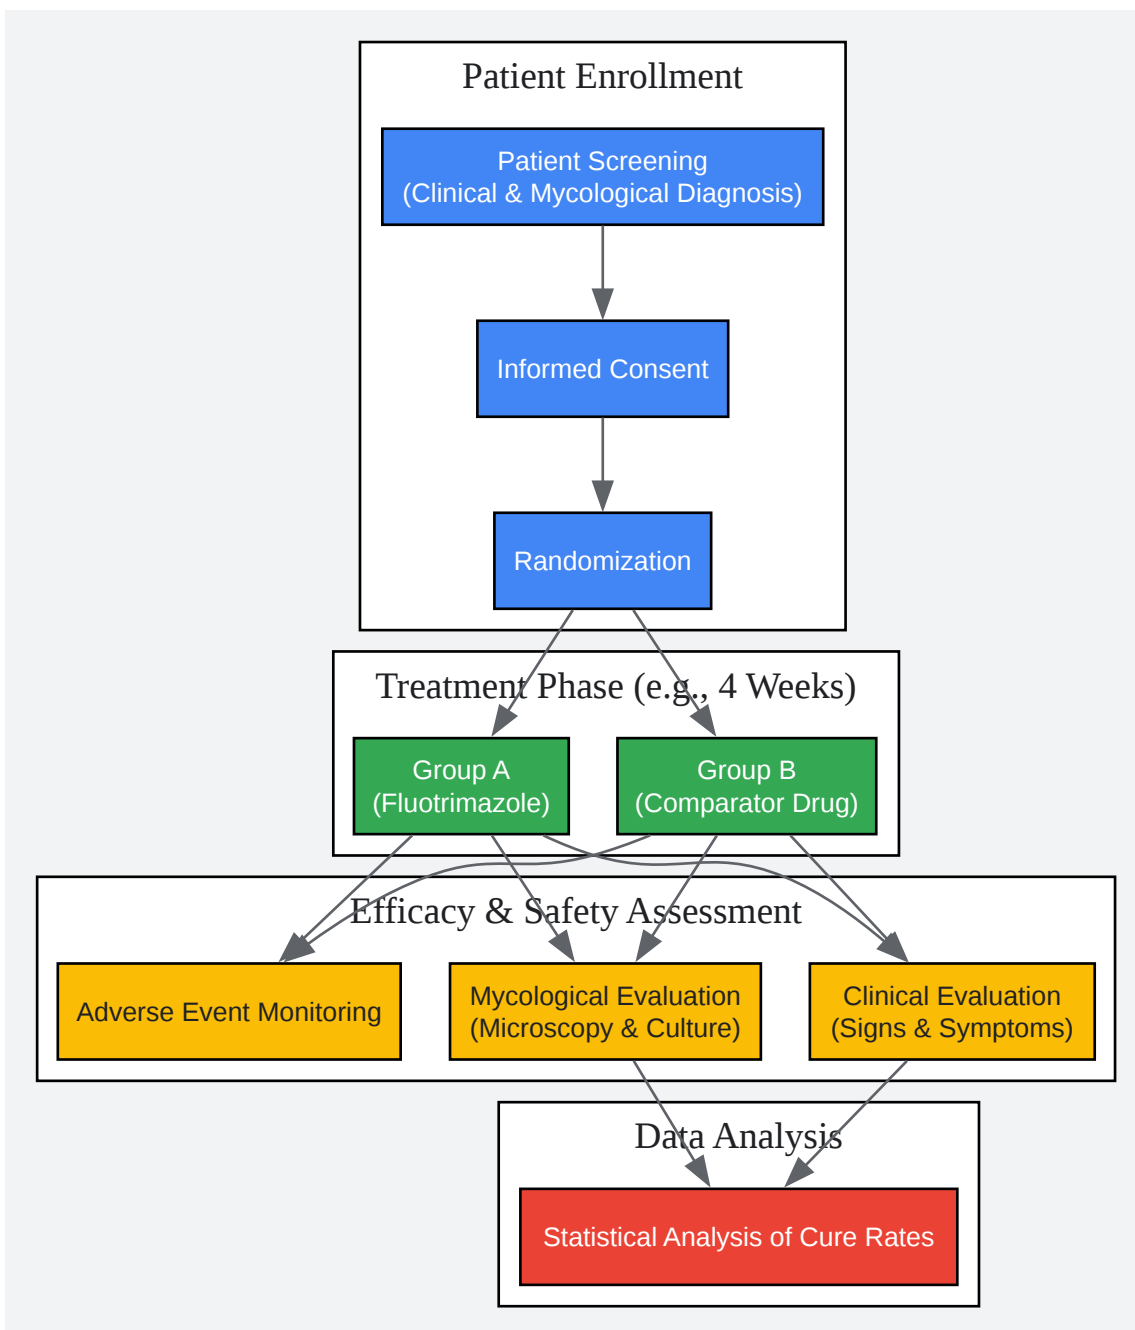 Patient Enrollment
Patient Screening
(Clinical & Mycological Diagnosis)
Informed Consent
Randomization
Treatment Phase (e.g., 4 Weeks)
Group A
(Fluotrimazole)
Group B
(Comparator Drug)
Efficacy & Safety Assessment
Adverse Event Monitoring
Mycological Evaluation
(Microscopy & Culture)
Clinical Evaluation
(Signs & Symptoms)
Data Analysis
Statistical Analysis of Cure Rates